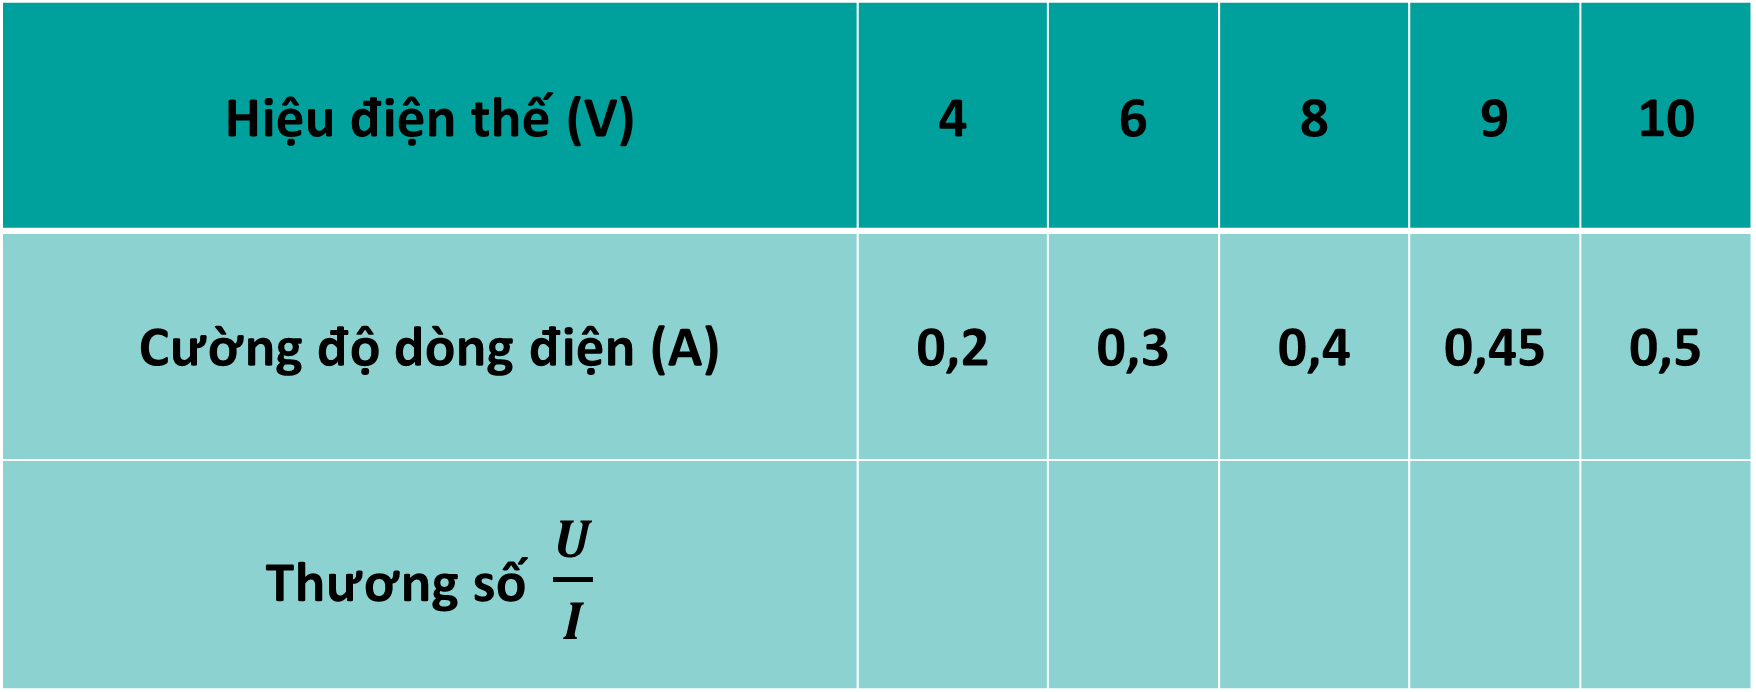 Hiệu điện thế (V) 4 6 8 9 10
Cường độ dòng điện (A) 0,2 0,3 0,4 0,45 0,5
Thương số U/I